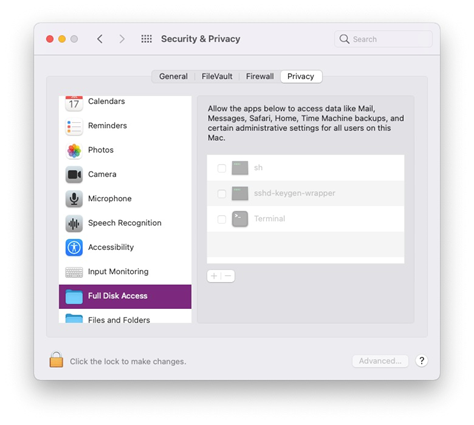 Security & Privacy
Search
General
FileVault
Firewall
Privacy
17
Calendars
Reminders
Photos
Camera
Microphone
Speech Recognition
Accessibility
Input Monitoring
Full Disk Access
Files and Folders
Allow the apps below to access data like Mail,
Messages, Safari, Home, Time Machine backups, and
certain administrative settings for all users on this
Mac.
sh
sshd-keygen-wrapper
Terminal
+ −
Click the lock to make changes.
Advanced...
?